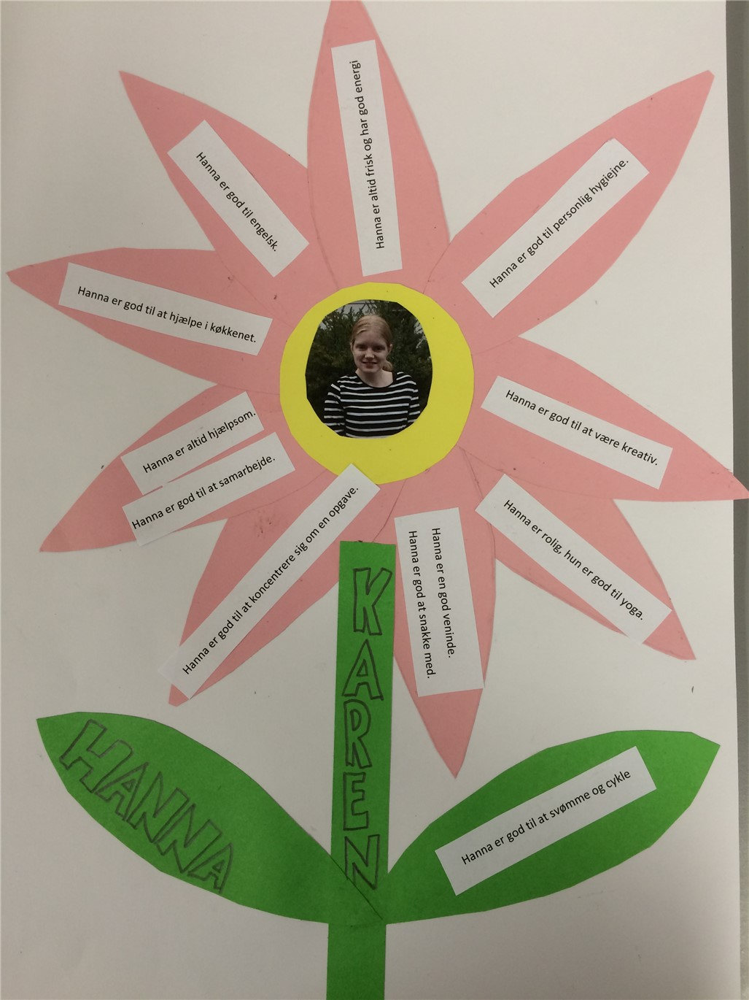 Hanna er altid frisk og har god energi
Hanna er god til personlig hygiejne.
Hanna er god til at være kreativ.
Hanna er rolig, hun er god til yoga.
Hanna er en god veninde.
Hanna er god at snakke med.
Hanna er god til at koncentrere sig om en opgave.
Hanna er god til at samarbejde.
Hanna er altid hjælpsom.
Hanna er god til at hjælpe i køkkenet.
Hanna er god til engelsk.
HANNA
KAREN
Hanna er god til at svømme og cykle